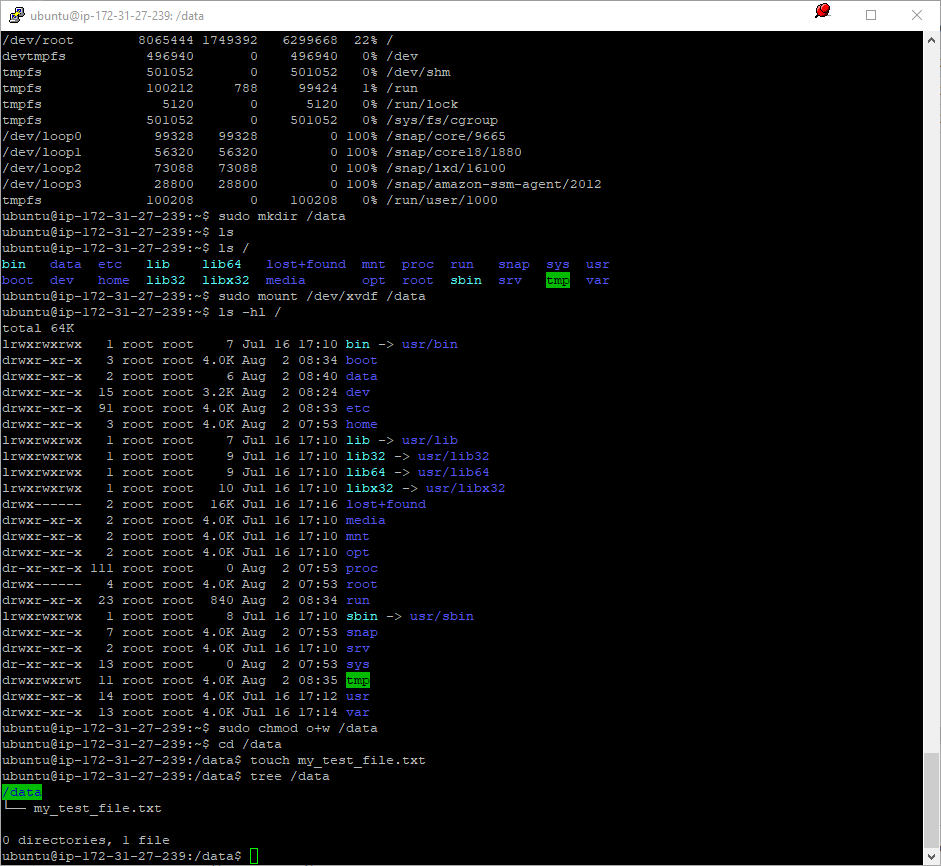 ubuntu@ip-172-31-27-239: /data
/dev/root        8065444 1749392   6299668  22% /
devtmpfs          496940       0    496940   0% /dev
tmpfs             501052       0    501052   0% /dev/shm
tmpfs             100212     788     99424   1% /run
tmpfs               5120       0      5120   0% /run/lock
tmpfs             501052       0    501052   0% /sys/fs/cgroup
/dev/loop0         99328   99328         0 100% /snap/core/9665
/dev/loop1         56320   56320         0 100% /snap/core18/1880
/dev/loop2         73088   73088         0 100% /snap/lxd/16100
/dev/loop3         28800   28800         0 100% /snap/amazon-ssm-agent/2012
tmpfs             100208       0    100208   0% /run/user/1000
ubuntu@ip-172-31-27-239:~$ sudo mkdir /data
ubuntu@ip-172-31-27-239:~$ ls
ubuntu@ip-172-31-27-239:~$ ls /
bin   data  etc   lib    lib64   lost+found  mnt  proc  run   snap  sys  usr
boot  dev   home  lib32  libx32  media       opt  root  sbin  srv   tmp  var
ubuntu@ip-172-31-27-239:~$ sudo mount /dev/xvdf /data
ubuntu@ip-172-31-27-239:~$ ls -hl /
total 64K
lrwxrwxrwx   1 root root    7 Jul 16 17:10 bin -> usr/bin
drwxr-xr-x   3 root root 4.0K Aug  2 08:34 boot
drwxr-xr-x   2 root root    6 Aug  2 08:40 data
drwxr-xr-x  15 root root 3.2K Aug  2 08:24 dev
drwxr-xr-x  91 root root 4.0K Aug  2 08:33 etc
drwxr-xr-x   3 root root 4.0K Aug  2 07:53 home
lrwxrwxrwx   1 root root    7 Jul 16 17:10 lib -> usr/lib
lrwxrwxrwx   1 root root    9 Jul 16 17:10 lib32 -> usr/lib32
lrwxrwxrwx   1 root root    9 Jul 16 17:10 lib64 -> usr/lib64
lrwxrwxrwx   1 root root   10 Jul 16 17:10 libx32 -> usr/libx32
drwx------   2 root root  16K Jul 16 17:16 lost+found
drwxr-xr-x   2 root root 4.0K Jul 16 17:10 media
drwxr-xr-x   2 root root 4.0K Jul 16 17:10 mnt
drwxr-xr-x   2 root root 4.0K Jul 16 17:10 opt
dr-xr-xr-x 111 root root    0 Aug  2 07:53 proc
drwx------   4 root root 4.0K Aug  2 07:53 root
drwxr-xr-x  23 root root  840 Aug  2 08:34 run
lrwxrwxrwx   1 root root    8 Jul 16 17:10 sbin -> usr/sbin
drwxr-xr-x   7 root root 4.0K Aug  2 07:53 snap
drwxr-xr-x   2 root root 4.0K Jul 16 17:10 srv
dr-xr-xr-x  13 root root    0 Aug  2 07:53 sys
drwxrwxrwt  11 root root 4.0K Aug  2 08:35 tmp
drwxr-xr-x  14 root root 4.0K Jul 16 17:12 usr
drwxr-xr-x  13 root root 4.0K Jul 16 17:14 var
ubuntu@ip-172-31-27-239:~$ sudo chmod o+w /data
ubuntu@ip-172-31-27-239:~$ cd /data
ubuntu@ip-172-31-27-239:/data$ touch my_test_file.txt
ubuntu@ip-172-31-27-239:/data$ tree /data
/data
└── my_test_file.txt
0 directories, 1 file
ubuntu@ip-172-31-27-239:/data$